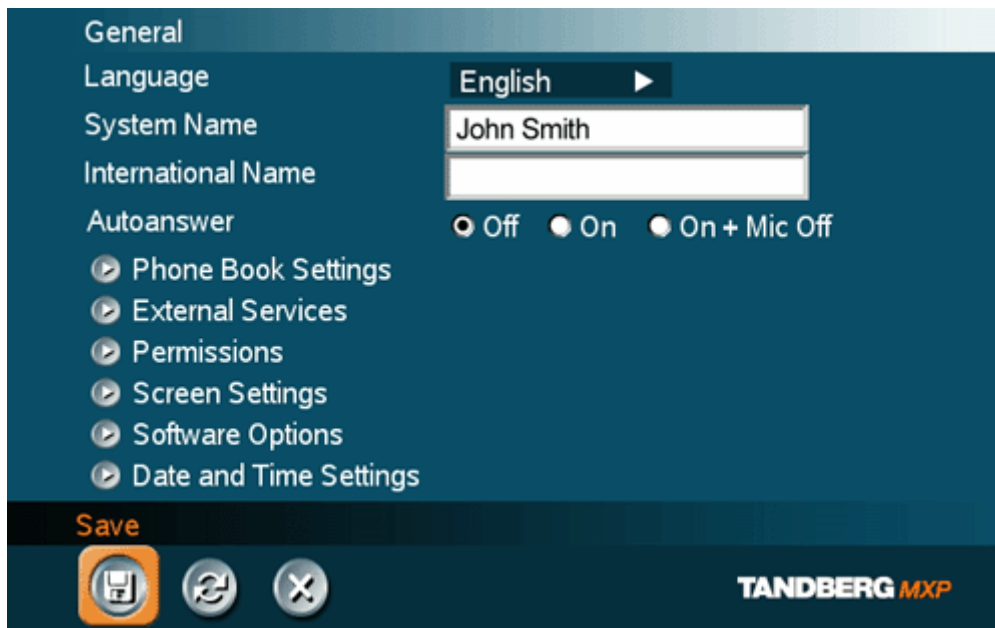 General
Language English
System Name John Smith
International Name
Autoanswer Off On On + Mic Off
Phone Book Settings
External Services
Permissions
Screen Settings
Software Options
Date and Time Settings
Save
TANDBERG MXP